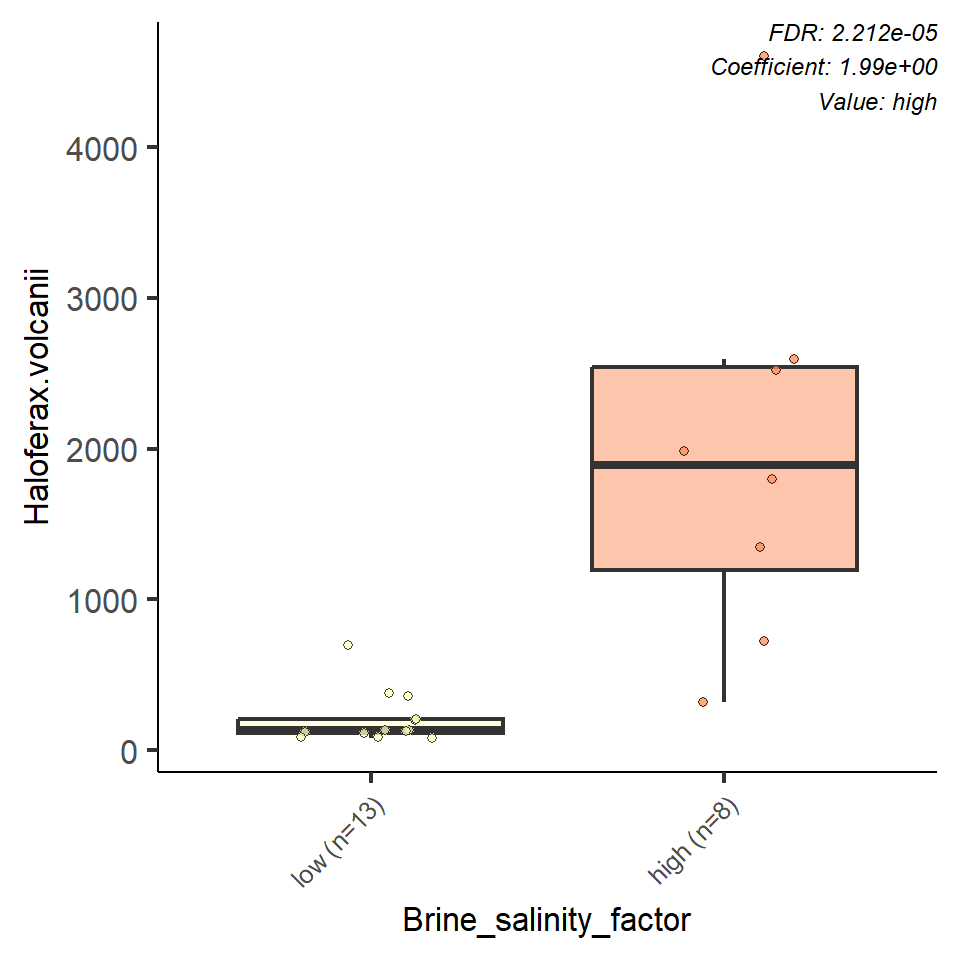 FDR: 2.212e-05
Coefficient: 1.99e+00
Value: high
4000
3000
2000
1000
0
Haloferax.volcanii
low (n=13)
high (n=8)
Brine_salinity_factor